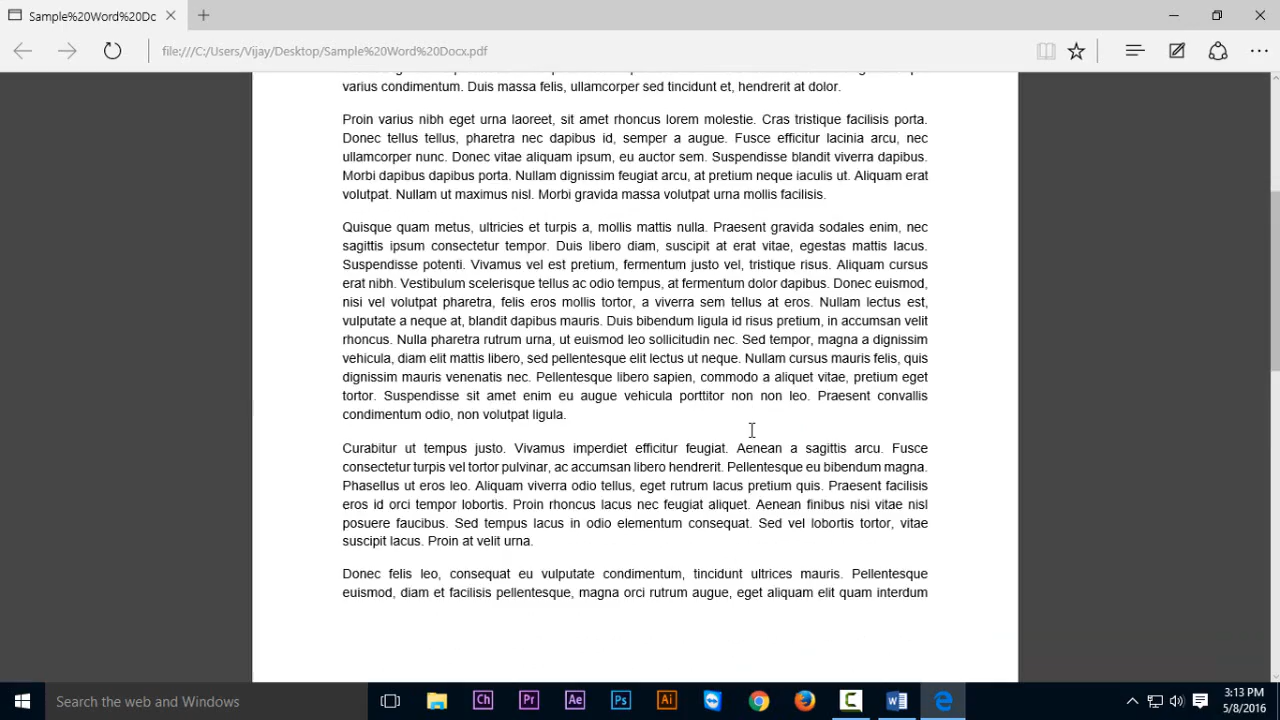 Sample%20Word%20Dc
file:///C:/Users/Vijay/Desktop/Sample%20Word%20Docx.pdf
varius condimentum. Duis massa felis, ullamcorper sed tincidunt et, hendrerit at dolor.
Proin varius nibh eget urna laoreet, sit amet rhoncus lorem molestie. Cras tristique facilisis porta.
Donec tellus tellus, pharetra nec dapibus id, semper a augue. Fusce efficitur lacinia arcu, nec
ullamcorper nunc. Donec vitae aliquam ipsum, eu auctor sem. Suspendisse blandit viverra dapibus.
Morbi dapibus dapibus porta. Nullam dignissim feugiat arcu, at pretium neque iaculis ut. Aliquam erat
volutpat. Nullam ut maximus nisl. Morbi gravida massa volutpat urna mollis facilisis.
Quisque quam metus, ultricies et turpis a, mollis mattis nulla. Praesent gravida sodales enim, nec
sagittis ipsum consectetur tempor. Duis libero diam, suscipit at erat vitae, egestas mattis lacus.
Suspendisse potenti. Vivamus vel est pretium, fermentum justo vel, tristique risus. Aliquam cursus
erat nibh. Vestibulum scelerisque tellus ac odio tempus, at fermentum dolor dapibus. Donec euismod,
nisi vel volutpat pharetra, felis eros mollis tortor, a viverra sem tellus at eros. Nullam lectus est,
vulputate a neque at, blandit dapibus mauris. Duis bibendum ligula id risus pretium, in accumsan velit
rhoncus. Nulla pharetra rutrum urna, ut euismod leo sollicitudin nec. Sed tempor, magna a dignissim
vehicula, diam elit mattis libero, sed pellentesque elit lectus ut neque. Nullam cursus mauris felis, quis
dignissim mauris venenatis nec. Pellentesque libero sapien, commodo a aliquet vitae, pretium eget
tortor. Suspendisse sit amet enim eu augue vehicula porttitor non non leo. Praesent convallis
condimentum odio, non volutpat ligula.
Curabitur ut tempus justo. Vivamus imperdiet efficitur feugiat. Aenean a sagittis arcu. Fusce
consectetur turpis vel tortor pulvinar, ac accumsan libero hendrerit. Pellentesque eu bibendum magna.
Phasellus ut eros leo. Aliquam viverra odio tellus, eget rutrum lacus pretium quis. Praesent facilisis
eros id orci tempor lobortis. Proin rhoncus lacus nec feugiat aliquet. Aenean finibus nisi vitae nisl
posuere faucibus. Sed tempus lacus in odio elementum consequat. Sed vel lobortis tortor, vitae
suscipit lacus. Proin at velit urna.
Donec felis leo, consequat eu vulputate condimentum, tincidunt ultrices mauris. Pellentesque
euismod, diam et facilisis pellentesque, magna orci rutrum augue, eget aliquam elit quam interdum
Search the web and Windows
Ch Pr Ae Ps Ai
3:13 PM
5/8/2016